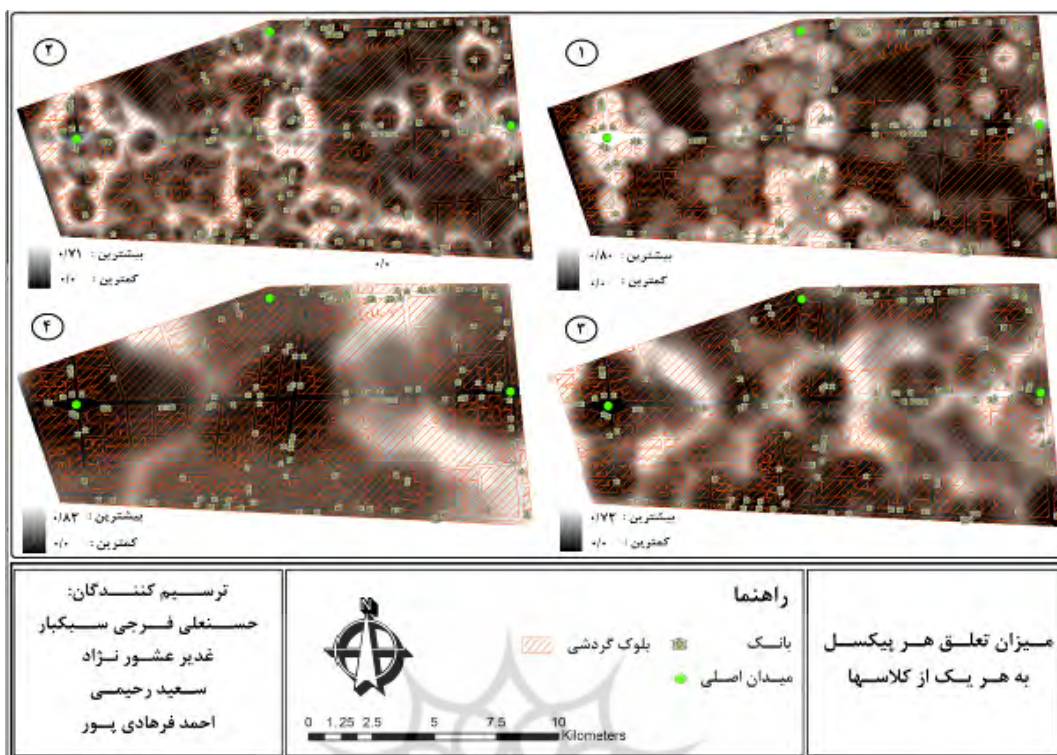 ۱
بیشترین : ۰/۸۰
کمترین : ۰/۰
۲
بیشترین : ۰/۷۱
کمترین : ۰/۰
۰/۰
۳
بیشترین : ۰/۷۳
کمترین : ۰/۰
۴
بیشترین : ۰/۸۲
کمترین : ۰/۰
میزان تعلق هر پیکسل
به هر یک از کلاسها
راهنما
بانک
بلوک گردشی
میدان اصلی
N
0 1.25 2.5 5 7.5 10
Kilometers
ترسیم کنندگان:
حسنعلی فرجی سبکبار
غدیر عشور نژاد
سعید رحیمی
احمد فرهادی پور